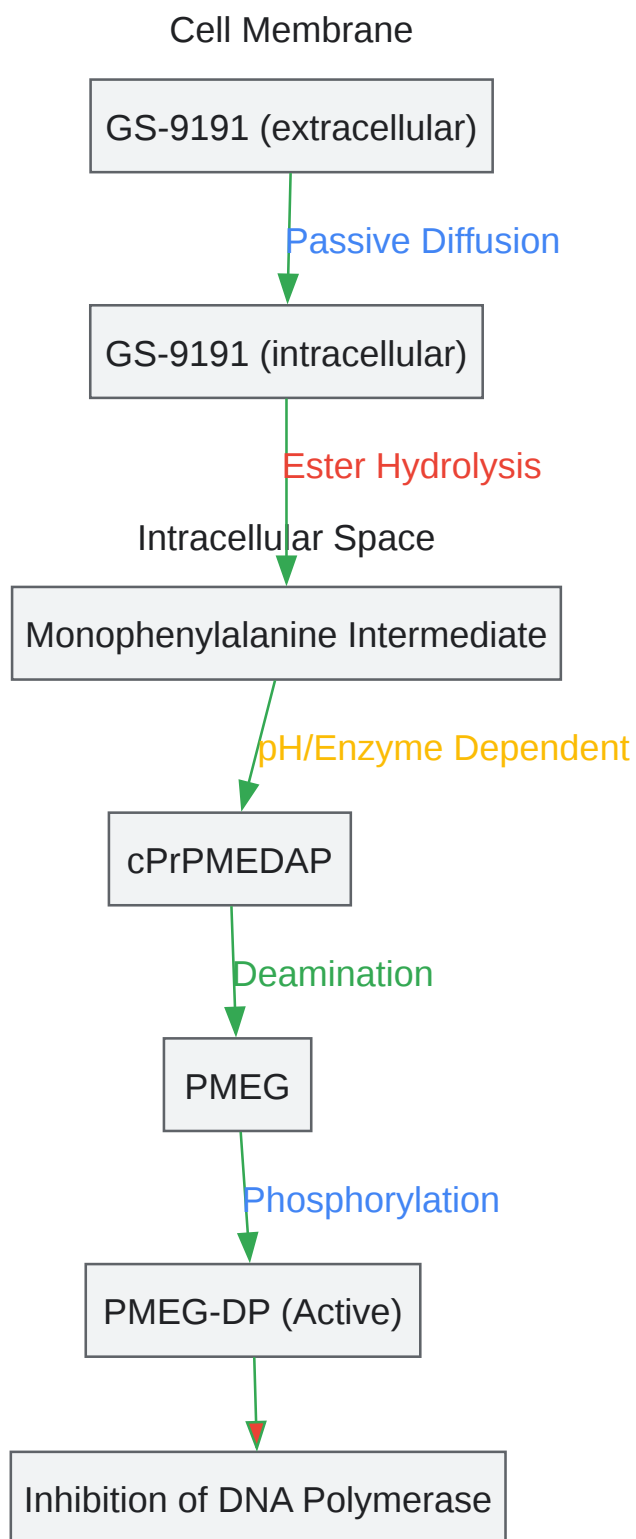 Cell Membrane
GS-9191 (extracellular)
Passive Diffusion
GS-9191 (intracellular)
Ester Hydrolysis
Intracellular Space
Monophenylalanine Intermediate
pH/Enzyme Dependent
cPrPMEDAP
Deamination
PMEG
Phosphorylation
PMEG-DP (Active)
Inhibition of DNA Polymerase